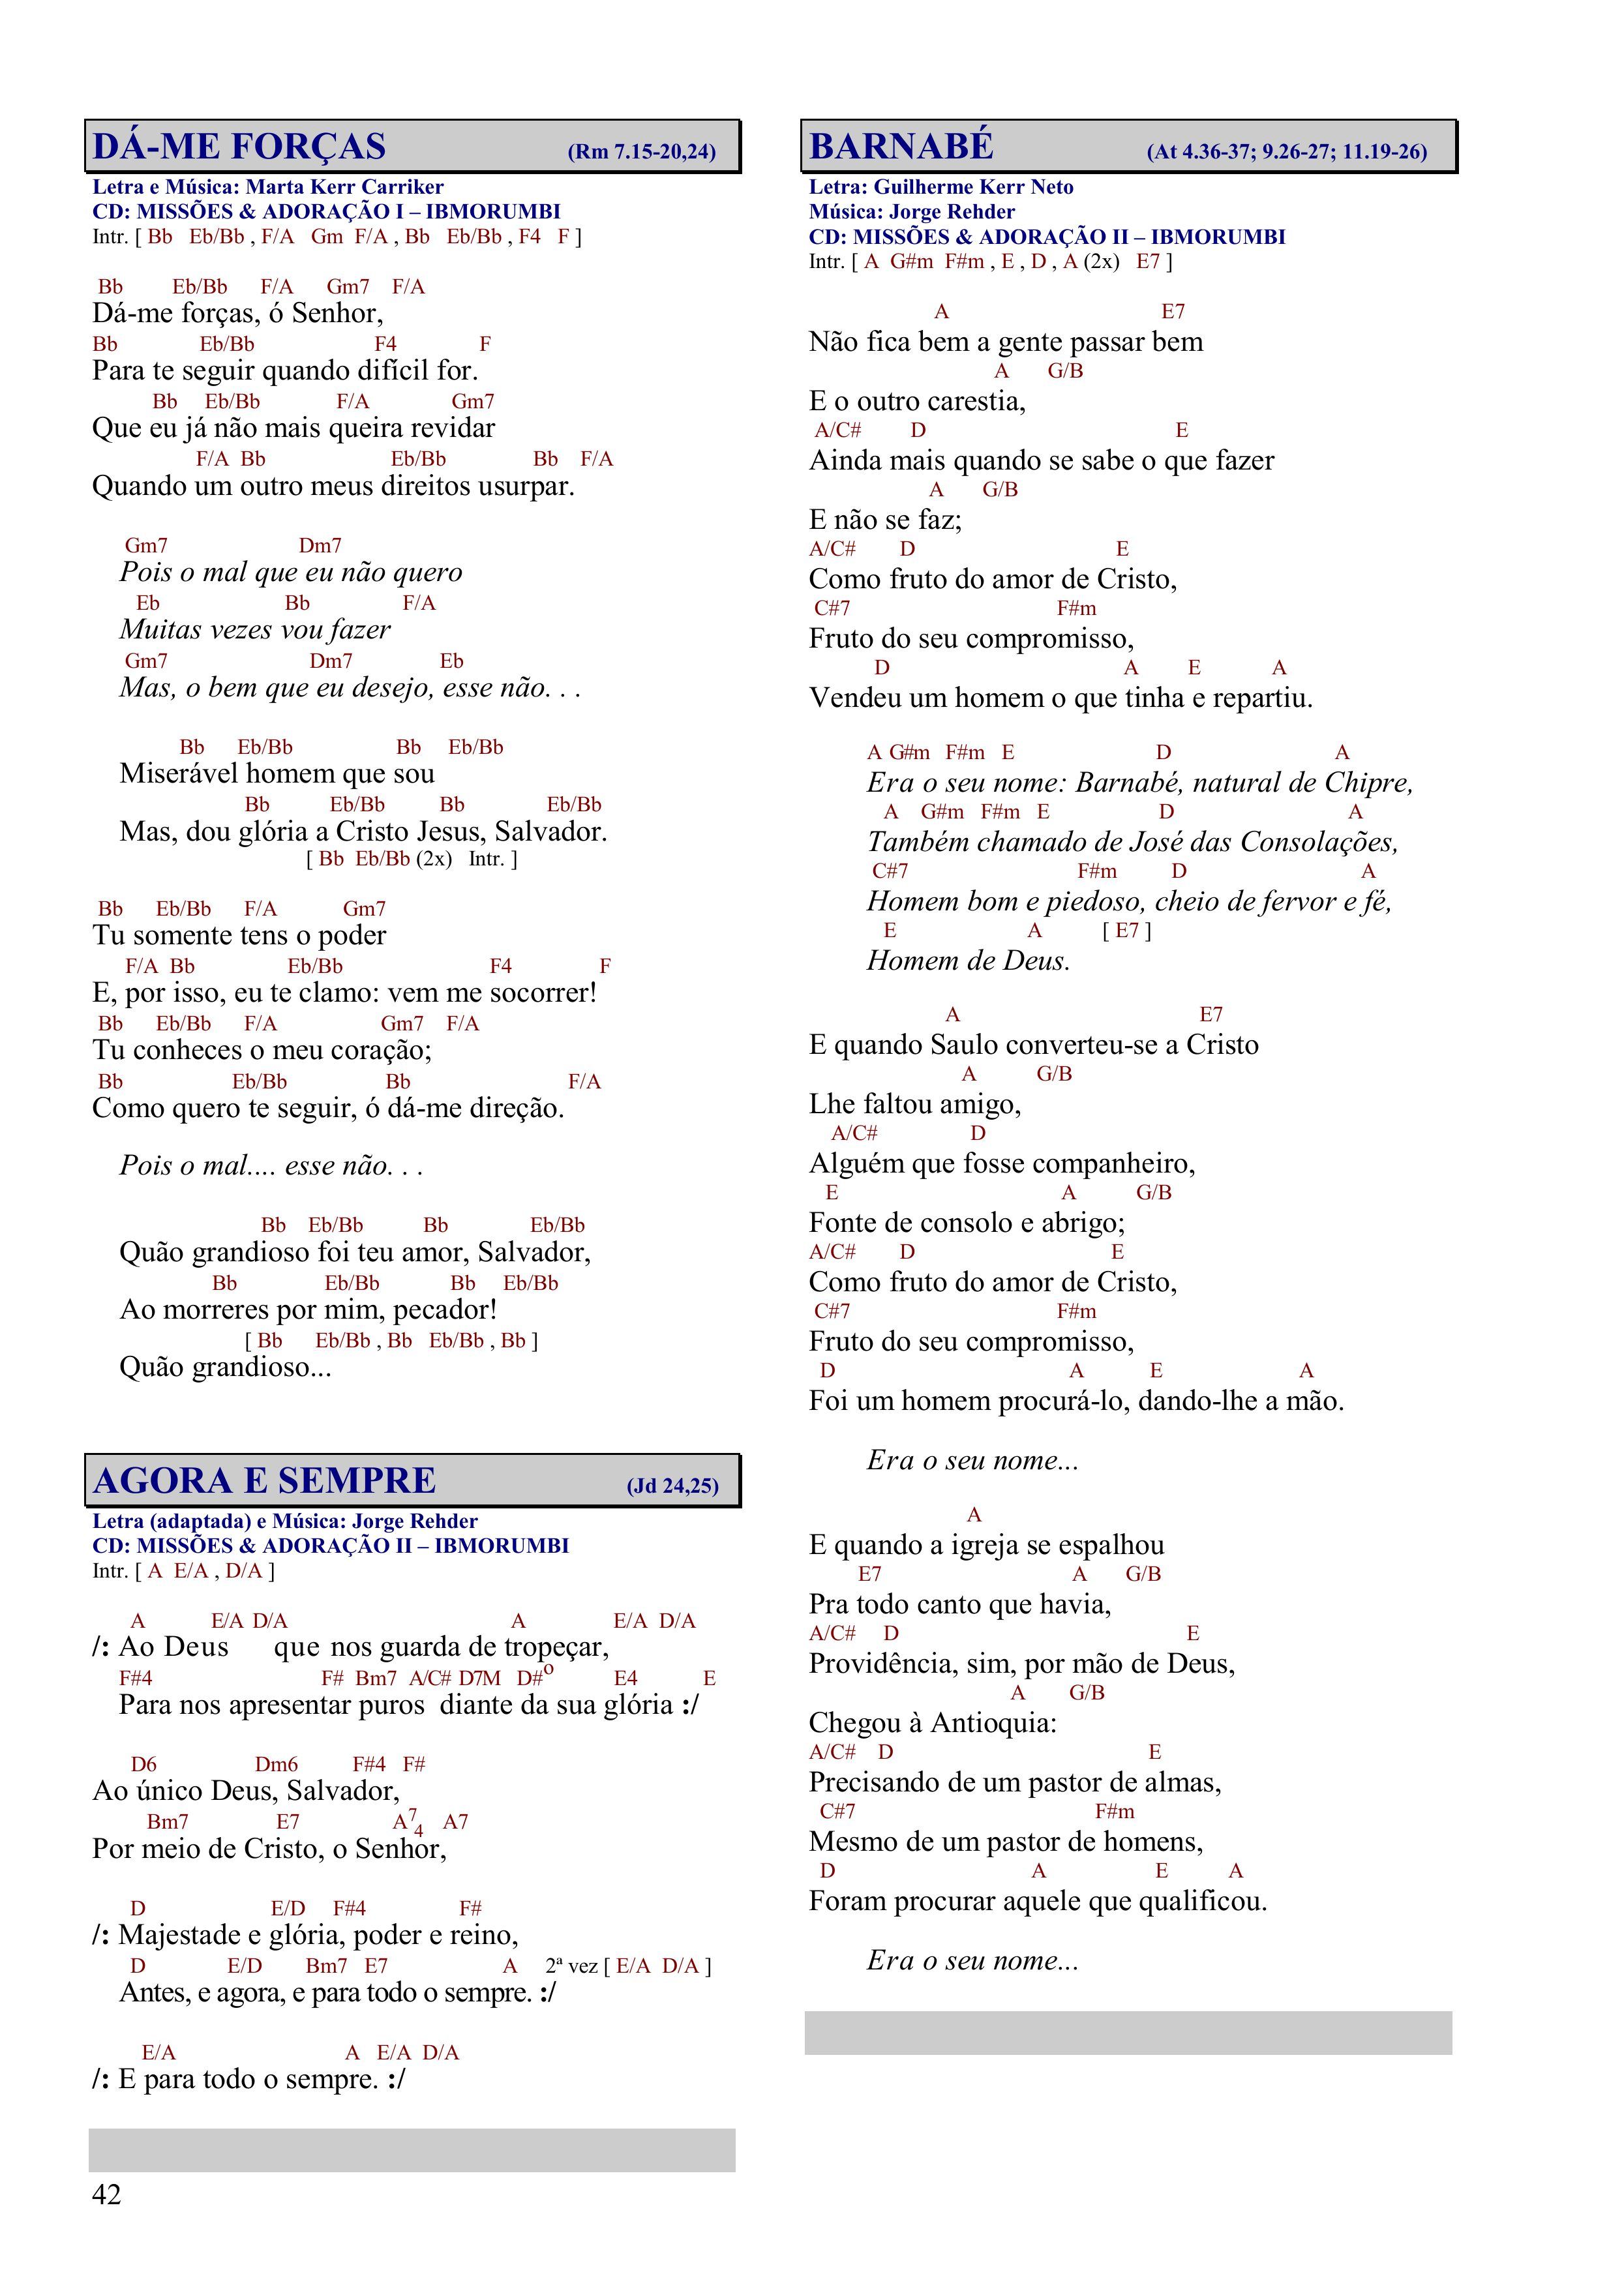 DÁ-ME FORÇAS (Rm 7.15-20,24)
Letra e Música: Marta Kerr Carriker
CD: MISSÕES & ADORAÇÃO I – IBMORUMBI
Intr. [ Bb Eb/Bb , F/A Gm F/A , Bb Eb/Bb , F4 F ]
Bb Eb/Bb F/A Gm7 F/A
Dá-me forças, ó Senhor,
Bb Eb/Bb F4 F
Para te seguir quando difícil for.
Bb Eb/Bb F/A Gm7
Que eu já não mais queira revidar
F/A Bb Eb/Bb Bb F/A
Quando um outro meus direitos usurpar.
Gm7 Dm7
Pois o mal que eu não quero
Eb Bb F/A
Muitas vezes vou fazer
Gm7 Dm7 Eb
Mas, o bem que eu desejo, esse não. . .
Bb Eb/Bb Bb Eb/Bb
Miserável homem que sou
Bb Eb/Bb Bb Eb/Bb
Mas, dou glória a Cristo Jesus, Salvador.
[ Bb Eb/Bb (2x) Intr. ]
Bb Eb/Bb F/A Gm7
Tu somente tens o poder
F/A Bb Eb/Bb F4 F
E, por isso, eu te clamo: vem me socorrer!
Bb Eb/Bb F/A Gm7 F/A
Tu conheces o meu coração;
Bb Eb/Bb Bb F/A
Como quero te seguir, ó dá-me direção.
Pois o mal.... esse não. . .
Bb Eb/Bb Bb Eb/Bb
Quão grandioso foi teu amor, Salvador,
Bb Eb/Bb Bb Eb/Bb
Ao morreres por mim, pecador!
[ Bb Eb/Bb , Bb Eb/Bb , Bb ]
Quão grandioso...
AGORA E SEMPRE (Jd 24,25)
Letra (adaptada) e Música: Jorge Rehder
CD: MISSÕES & ADORAÇÃO II – IBMORUMBI
Intr. [ A E/A , D/A ]
A E/A D/A A E/A D/A
/: Ao Deus que nos guarda de tropeçar,
F#4 F# Bm7 A/C# D7M D#º E4 E
Para nos apresentar puros diante da sua glória :/
D6 Dm6 F#4 F#
Ao único Deus, Salvador,
Bm7 E7 A7 4 A7
Por meio de Cristo, o Senhor,
D E/D F#4 F#
/: Majestade e glória, poder e reino,
D E/D Bm7 E7 A 2ª vez [ E/A D/A ]
Antes, e agora, e para todo o sempre. :/
E/A A E/A D/A
/: E para todo o sempre. :/
42
BARNABÉ (At 4.36-37; 9.26-27; 11.19-26)
Letra: Guilherme Kerr Neto
Música: Jorge Rehder
CD: MISSÕES & ADORAÇÃO II – IBMORUMBI
Intr. [ A G#m F#m , E , D , A (2x) E7 ]
A E7
Não fica bem a gente passar bem
A G/B
E o outro carestia,
A/C# D E
Ainda mais quando se sabe o que fazer
A G/B
E não se faz;
A/C# D E
Como fruto do amor de Cristo,
C#7 F#m
Fruto do seu compromisso,
D A E A
Vendeu um homem o que tinha e repartiu.
A G#m F#m E D A
Era o seu nome: Barnabé, natural de Chipre,
A G#m F#m E D A
Também chamado de José das Consolações,
C#7 F#m D A
Homem bom e piedoso, cheio de fervor e fé,
E A [ E7 ]
Homem de Deus.
A E7
E quando Saulo converteu-se a Cristo
A G/B
Lhe faltou amigo,
A/C# D
Alguém que fosse companheiro,
E A G/B
Fonte de consolo e abrigo;
A/C# D E
Como fruto do amor de Cristo,
C#7 F#m
Fruto do seu compromisso,
D A E A
Foi um homem procurá-lo, dando-lhe a mão.
Era o seu nome...
A
E quando a igreja se espalhou
E7 A G/B
Pra todo canto que havia,
A/C# D E
Providência, sim, por mão de Deus,
A G/B
Chegou à Antioquia:
A/C# D E
Precisando de um pastor de almas,
C#7 F#m
Mesmo de um pastor de homens,
D A E A
Foram procurar aquele que qualificou.
Era o seu nome...